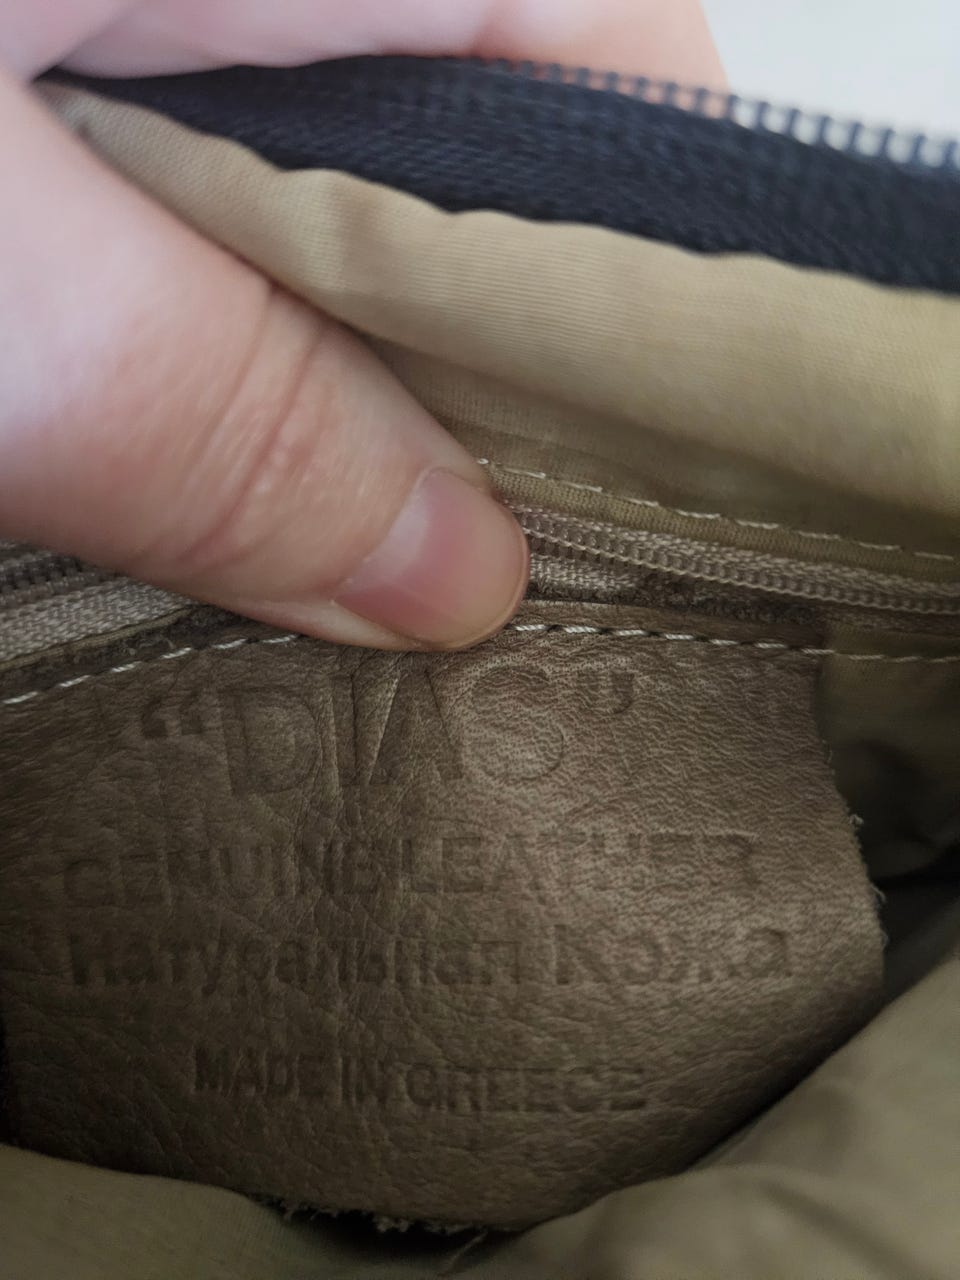 “DIAS”
GENUINE LEATHER
Натуральная Кожа
MADE IN GREECE